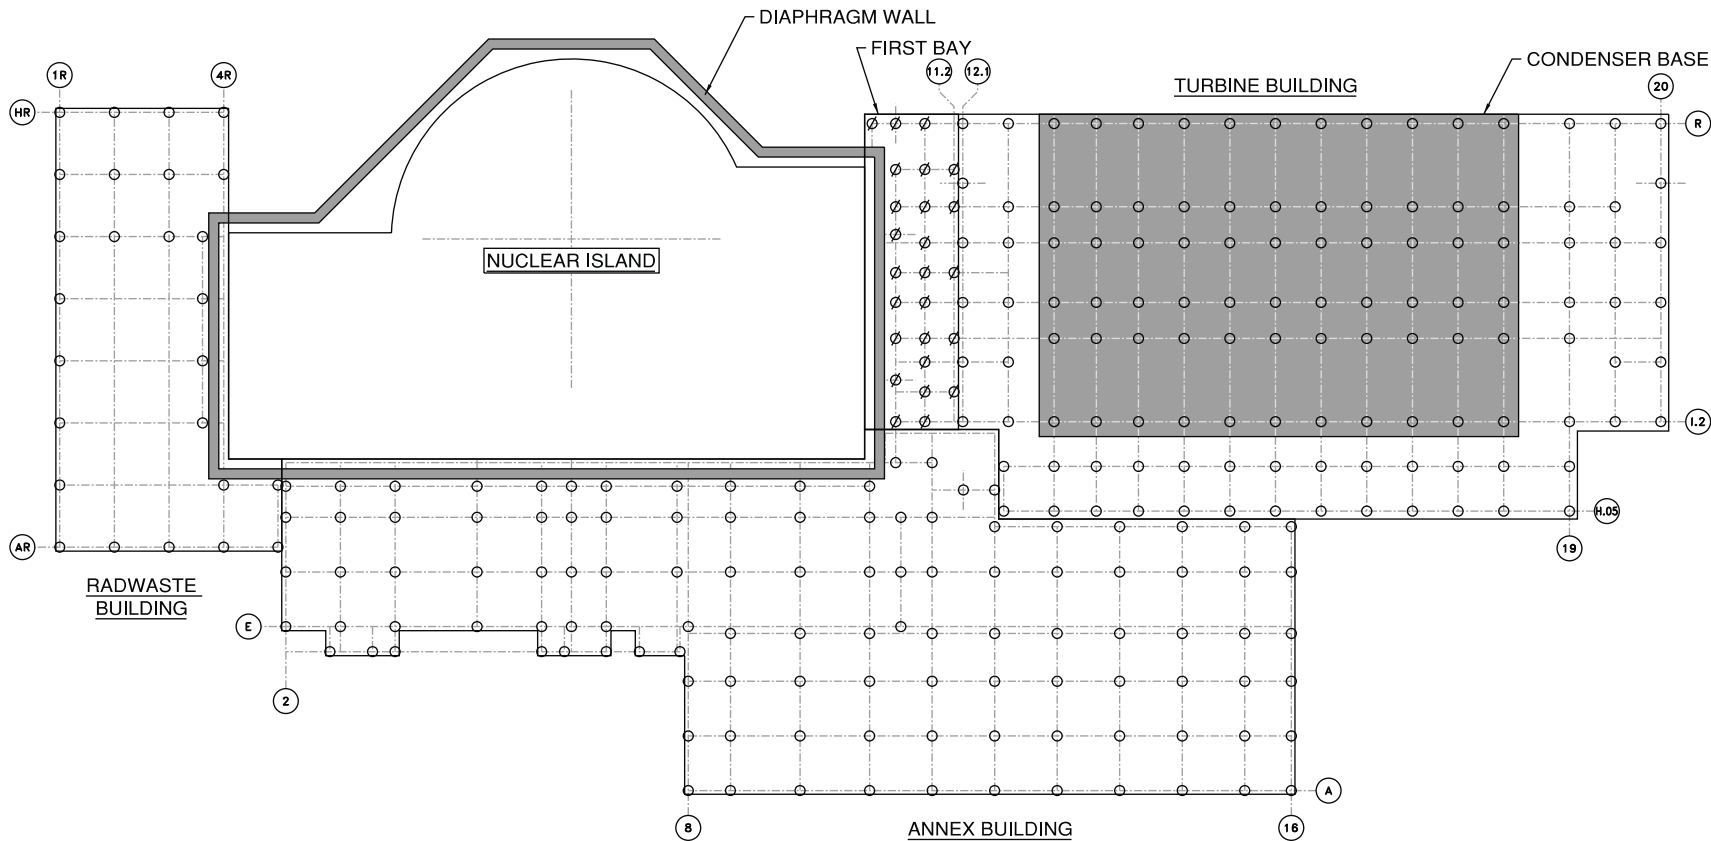 DIAPHRAGM WALL
FIRST BAY
CONDENSER BASE
1R
4R
11.2
12.1
TURBINE BUILDING
20
HR
R
NUCLEAR ISLAND
I.2
H.05
AR
19
RADWASTE
BUILDING
E
2
A
8
ANNEX BUILDING
16